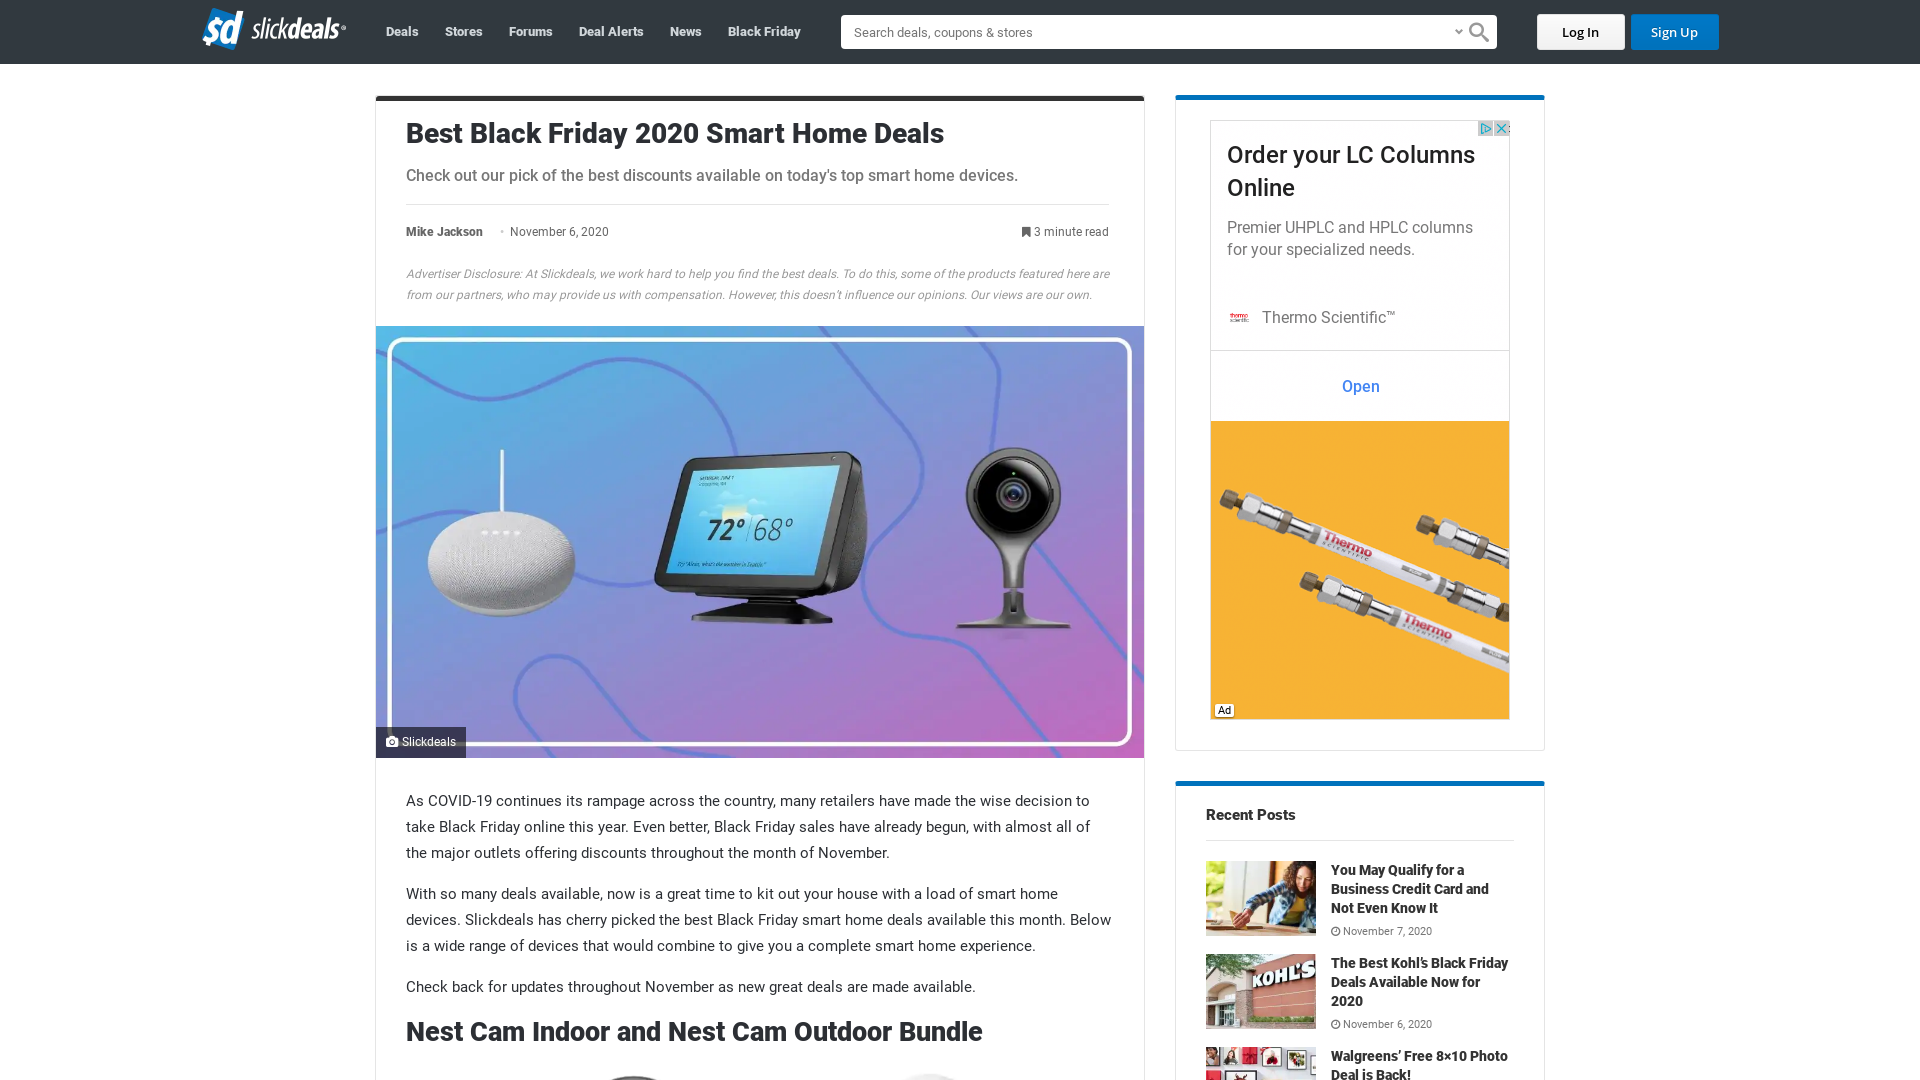 sd slickdeals
Deals
Stores
Forums
Deal Alerts
News
Black Friday
Search deals, coupons & stores
Log In
Sign Up
Best Black Friday 2020 Smart Home Deals
Check out our pick of the best discounts available on today's top smart home devices.
Mike Jackson • November 6, 2020
3 minute read
Advertiser Disclosure: At Slickdeals, we work hard to help you find the best deals. To do this, some of the products featured here are
from our partners, who may provide us with compensation. However, this doesn’t influence our opinions. Our views are our own.
72° 68°
Slickdeals
As COVID-19 continues its rampage across the country, many retailers have made the wise decision to
take Black Friday online this year. Even better, Black Friday sales have already begun, with almost all of
the major outlets offering discounts throughout the month of November.
With so many deals available, now is a great time to kit out your house with a load of smart home
devices. Slickdeals has cherry picked the best Black Friday smart home deals available this month. Below
is a wide range of devices that would combine to give you a complete smart home experience.
Check back for updates throughout November as new great deals are made available.
Nest Cam Indoor and Nest Cam Outdoor Bundle
Order your LC Columns
Online
Premier UHPLC and HPLC columns
for your specialized needs.
thermo
scientific
Thermo Scientific™
Open
Thermo
SCIENTIFIC
Thermo
SCIENTIFIC
Ad
Recent Posts
You May Qualify for a
Business Credit Card and
Not Even Know It
November 7, 2020
KOHL'S
The Best Kohl’s Black Friday
Deals Available Now for
2020
November 6, 2020
Walgreens’ Free 8×10 Photo
Deal is Back!